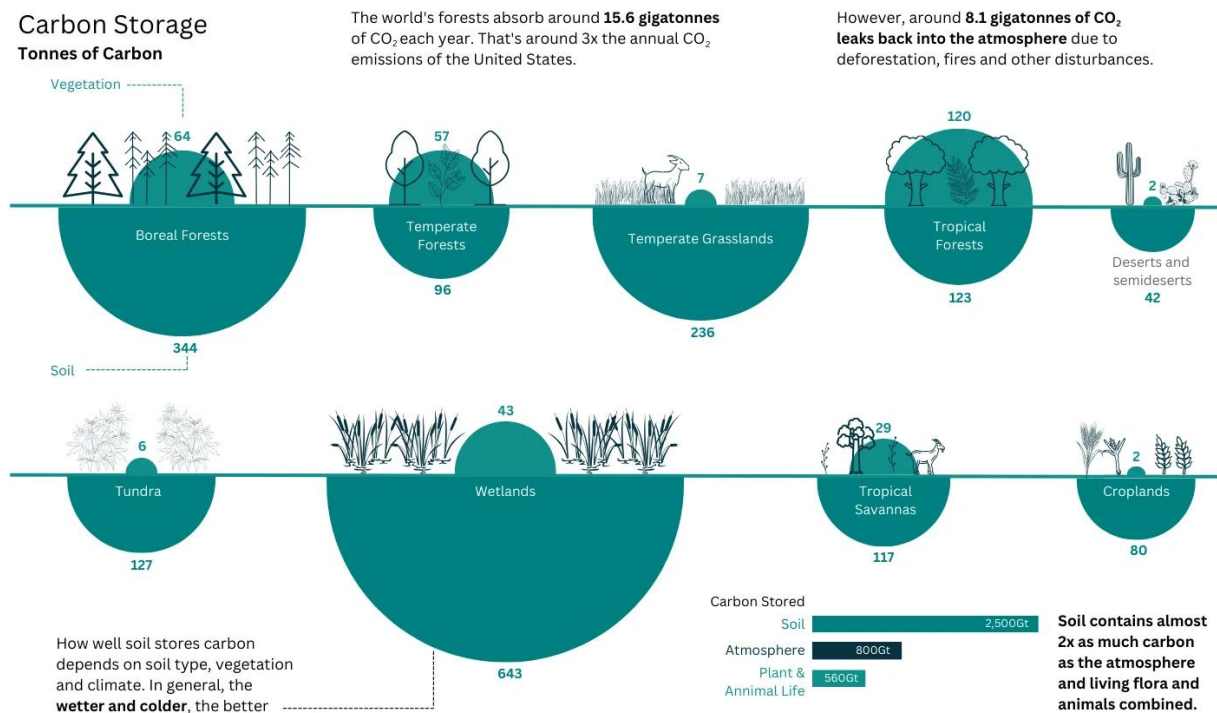 Carbon Storage
Tonnes of Carbon
The world's forests absorb around 15.6 gigatonnes
of CO₂ each year. That's around 3x the annual CO₂
emissions of the United States.
However, around 8.1 gigatonnes of CO₂
leaks back into the atmosphere due to
deforestation, fires and other disturbances.
Vegetation
64
Boreal Forests
344
Soil
57
Temperate
Forests
96
7
Temperate Grasslands
236
120
Tropical
Forests
123
2
Deserts and
semideserts
42
6
Tundra
127
43
Wetlands
643
29
Tropical
Savannas
117
2
Croplands
80
How well soil stores carbon
depends on soil type, vegetation
and climate. In general, the
wetter and colder, the better
Carbon Stored
Soil
2,500Gt
Atmosphere
800Gt
Plant &
Annimal Life
560Gt
Soil contains almost
2x as much carbon
as the atmosphere
and living flora and
animals combined.